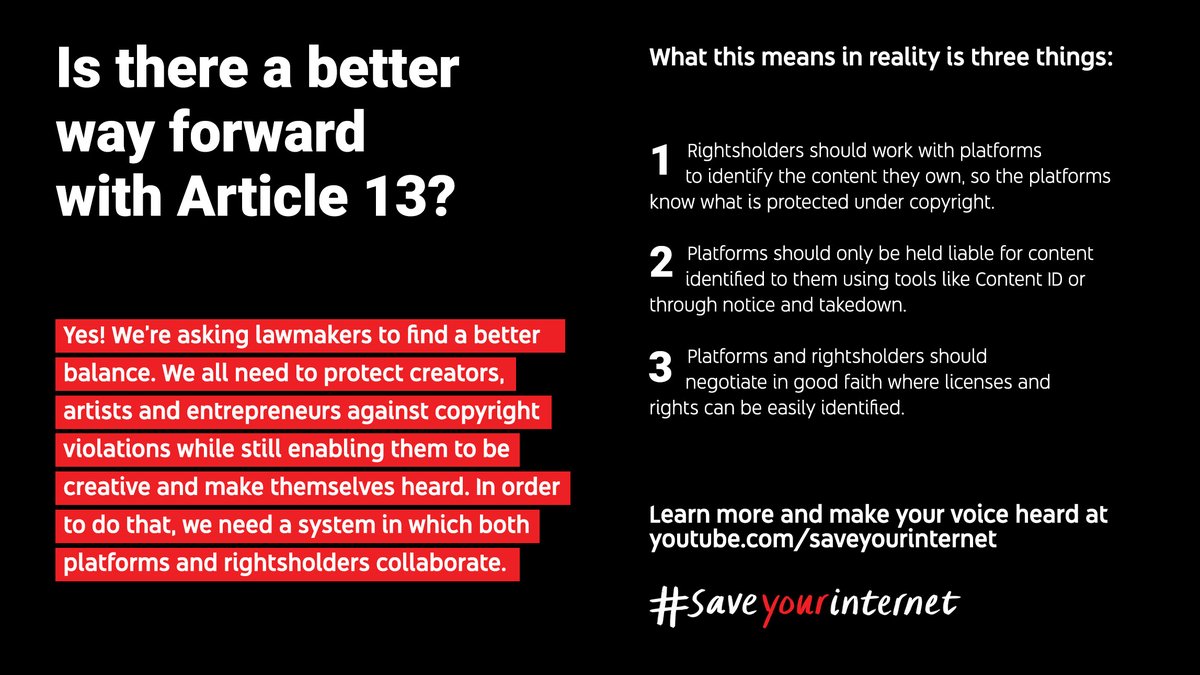 Is there a better
way forward
with Article 13?
Yes! We're asking lawmakers to find a better
balance. We all need to protect creators,
artists and entrepreneurs against copyright
violations while still enabling them to be
creative and make themselves heard. In order
to do that, we need a system in which both
platforms and rightsholders collaborate.
What this means in reality is three things:
1 Rightsholders should work with platforms
to identify the content they own, so the platforms
know what is protected under copyright.
2 Platforms should only be held liable for content
identified to them using tools like Content ID or
through notice and takedown.
3 Platforms and rightsholders should
negotiate in good faith where licenses and
rights can be easily identified.
Learn more and make your voice heard at
youtube.com/saveyourinternet
#saveyourinternet